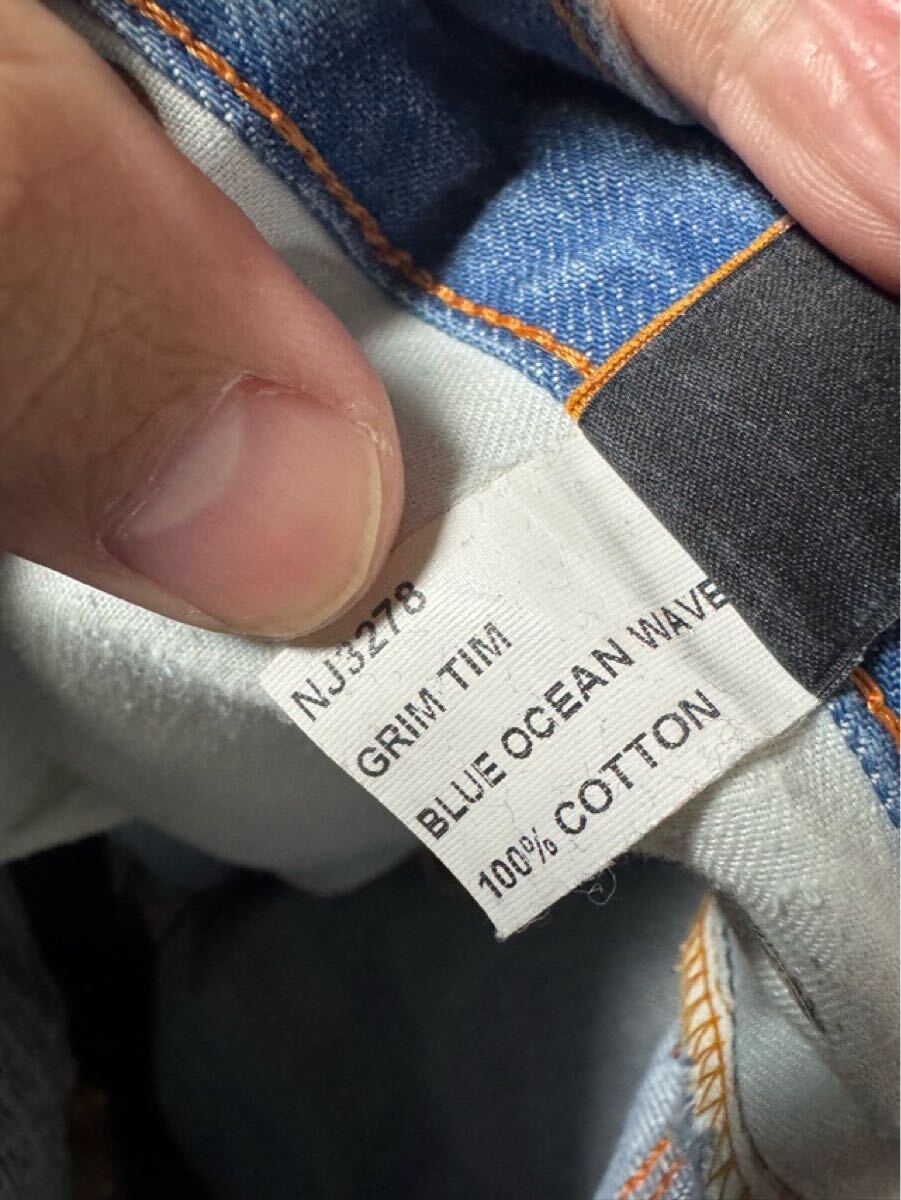 NJ3278
GRIM TIM
BLUE OCEAN WAVE
100% COTTON